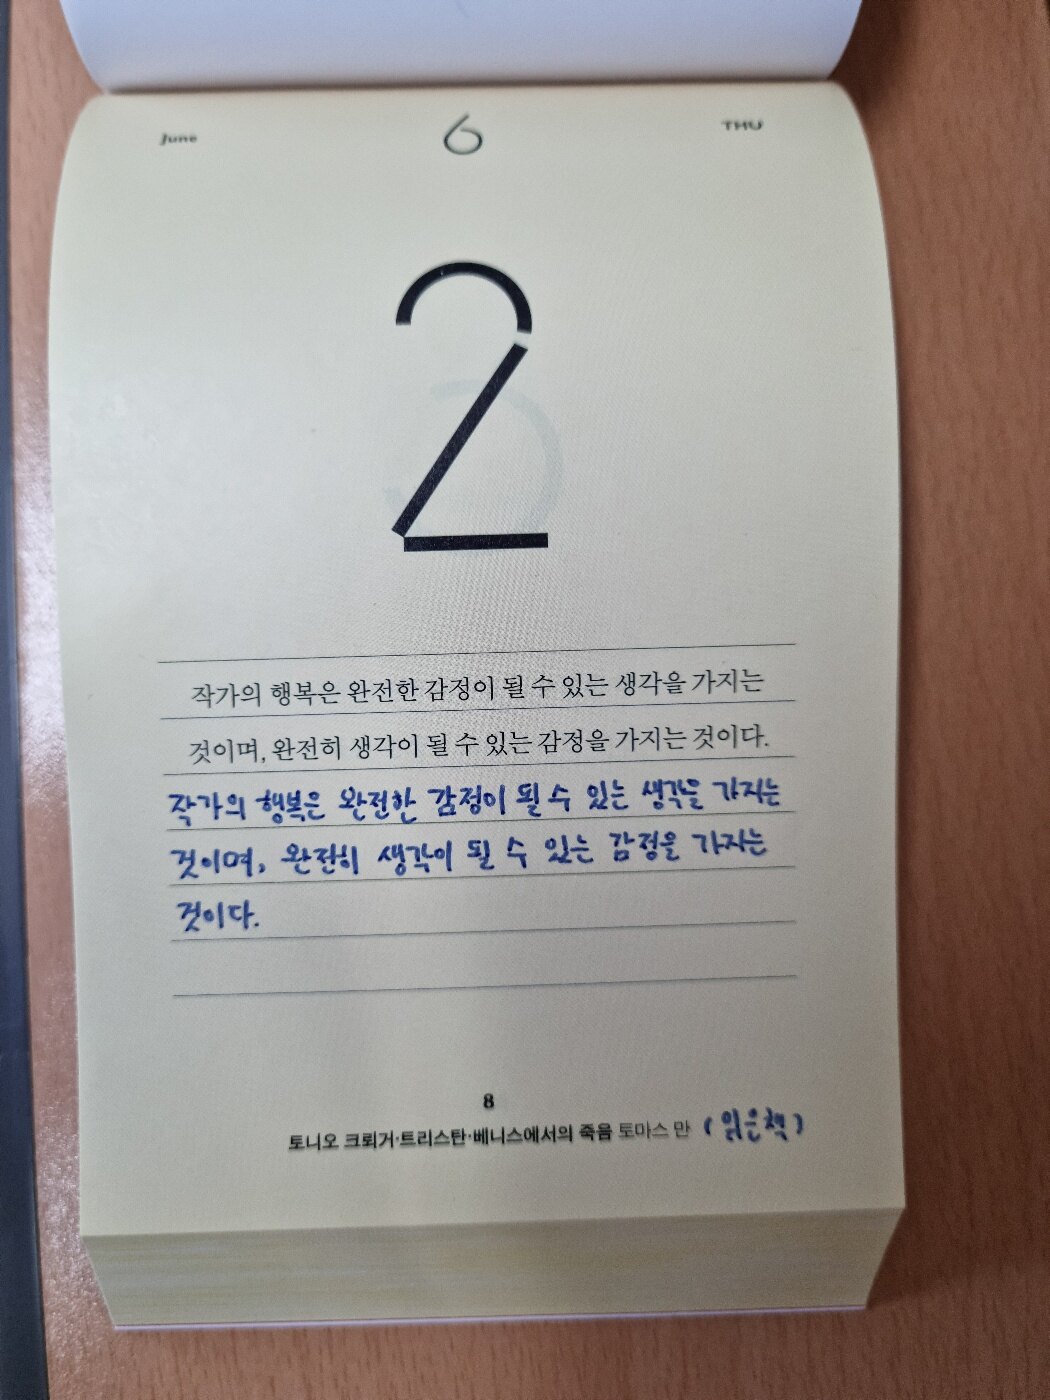 June 6 THU
2
작가의 행복은 완전한 감정이 될 수 있는 생각을 가지는
것이며, 완전히 생각이 될 수 있는 감정을 가지는 것이다.
작가의 행복은 완전한 감정이 될 수 있는 생각을 가지는
것이며, 완전히 생각이 될 수 있는 감정을 가지는
것이다.
8
토니오 크뢰거·트리스탄·베니스에서의 죽음 토마스 만 (읽은책)